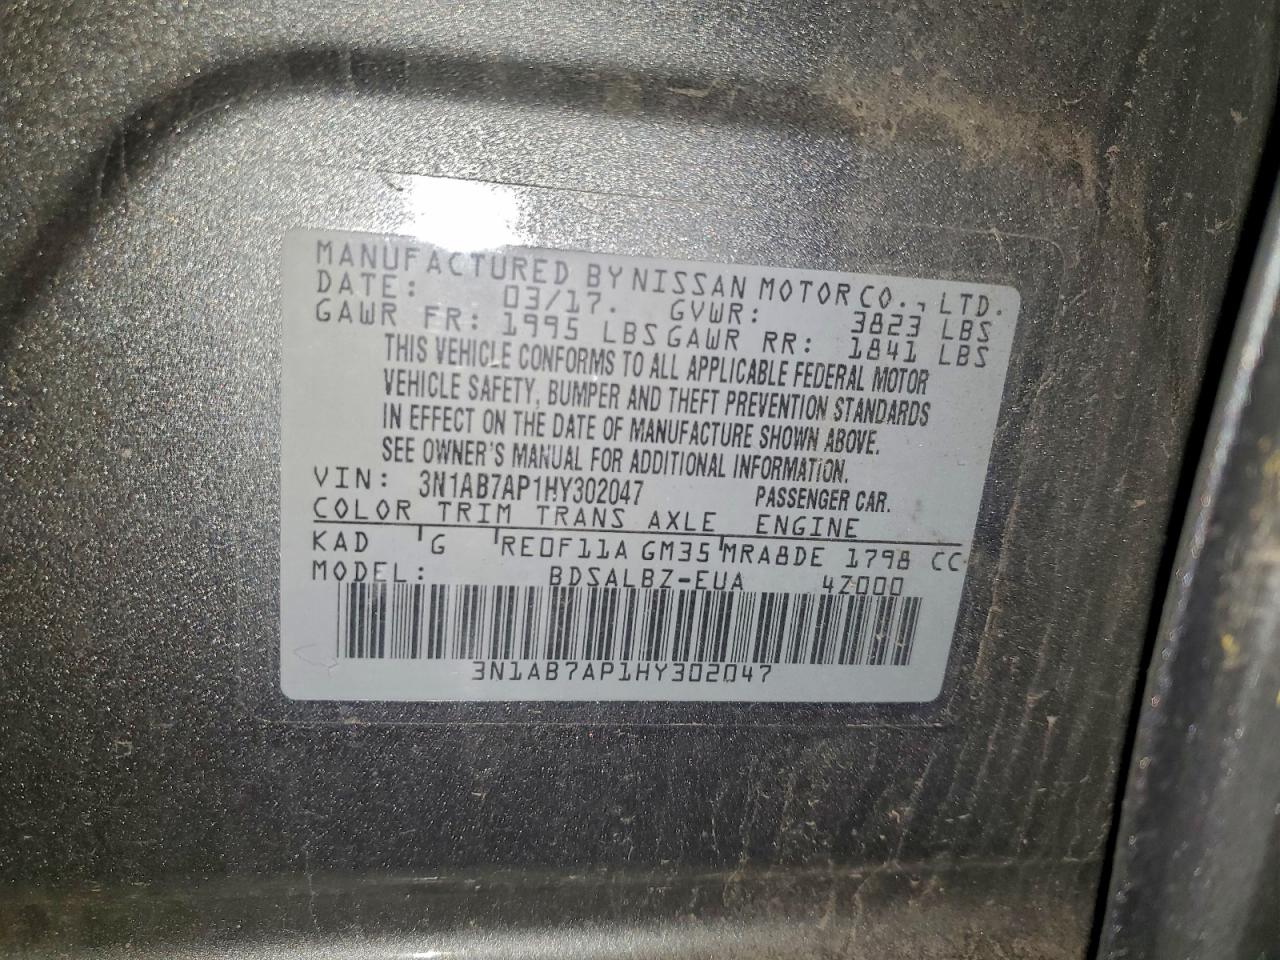 MANUFACTURED BY NISSAN MOTOR CO., LTD.
DATE: 03/17. GVWR: 3823 LBS
GAWR FR: 1995 LBS GAWR RR: 1841 LBS
THIS VEHICLE CONFORMS TO ALL APPLICABLE FEDERAL MOTOR
VEHICLE SAFETY, BUMPER AND THEFT PREVENTION STANDARDS
IN EFFECT ON THE DATE OF MANUFACTURE SHOWN ABOVE.
SEE OWNER'S MANUAL FOR ADDITIONAL INFORMATION.
VIN: 3N1AB7AP1HY302047 PASSENGER CAR.
COLOR TRIM TRANS AXLE ENGINE
KAD G RE0F11A GM35 MRA8DE 1798 CC
MODEL: BDSALBZ-EUA 4Z000
3N1AB7AP1HY302047